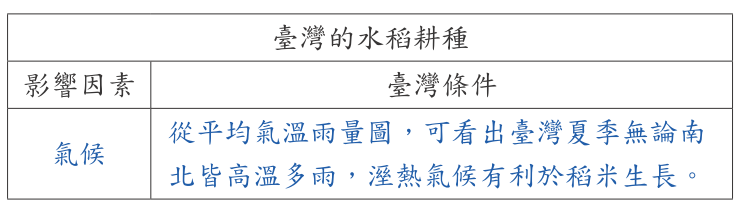 臺灣的水稻耕種
影響因素 臺灣條件
氣候 從平均氣溫雨量圖，可看出臺灣夏季無論南
北皆高溫多雨，溼熱氣候有利於稻米生長。